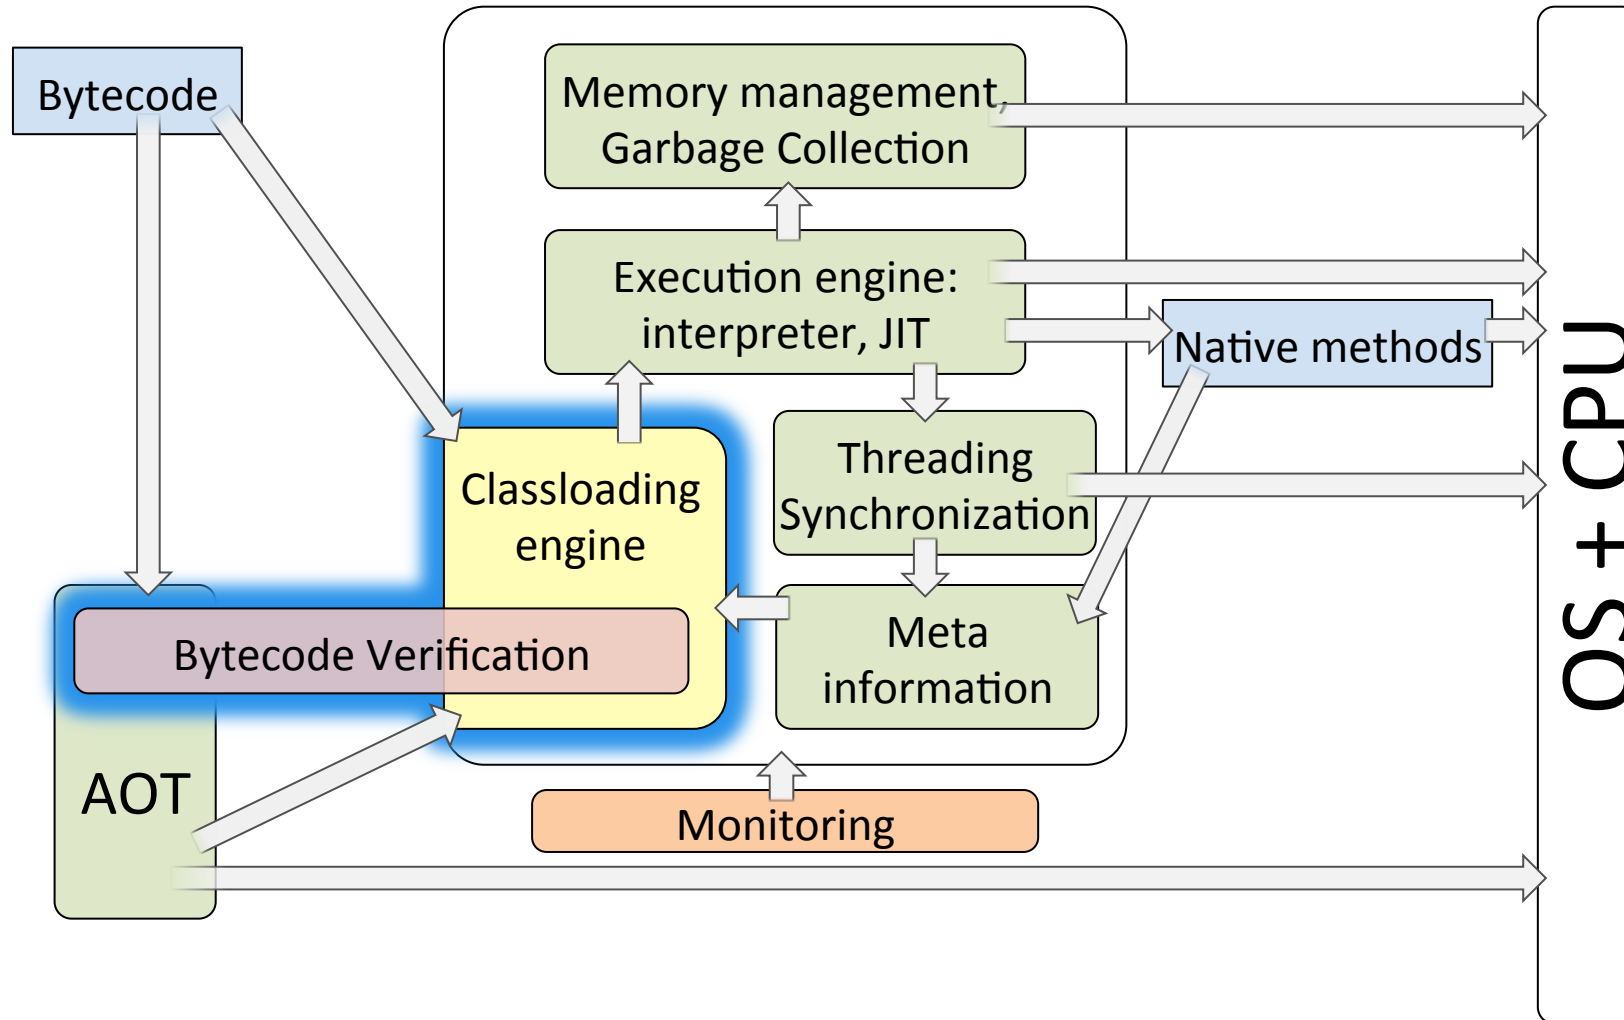 Bytecode
Memory management,
Garbage Collection
Execution engine:
interpreter, JIT
Native methods
Classloading
engine
Threading
Synchronization
Bytecode Verification
Meta
information
AOT
Monitoring
OS + CPU